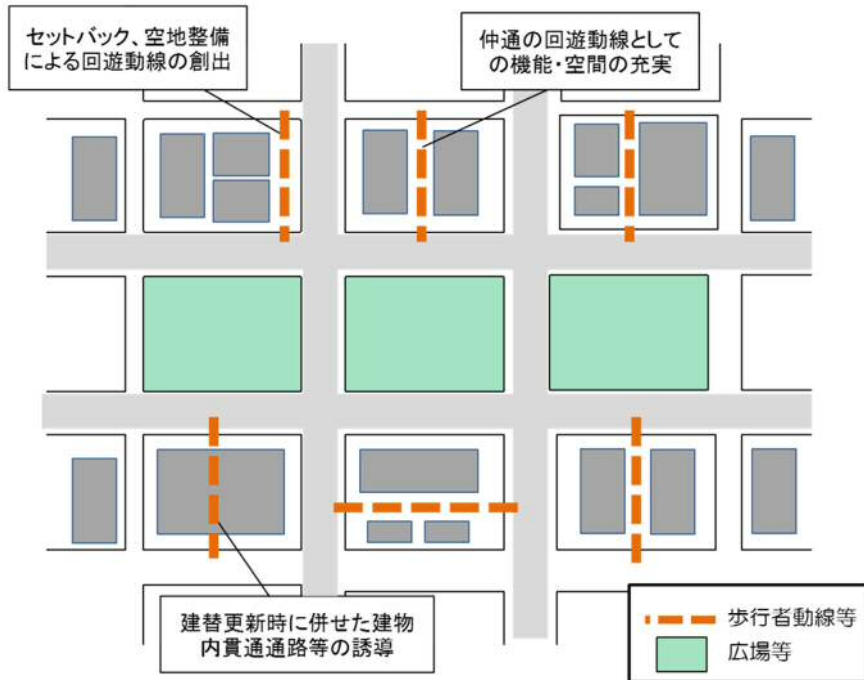 セットバック、空地整備
による回遊動線の創出
仲通の回遊動線として
の機能・空間の充実
建替更新時に併せた建物
内貫通通路等の誘導
歩行者動線等
広場等